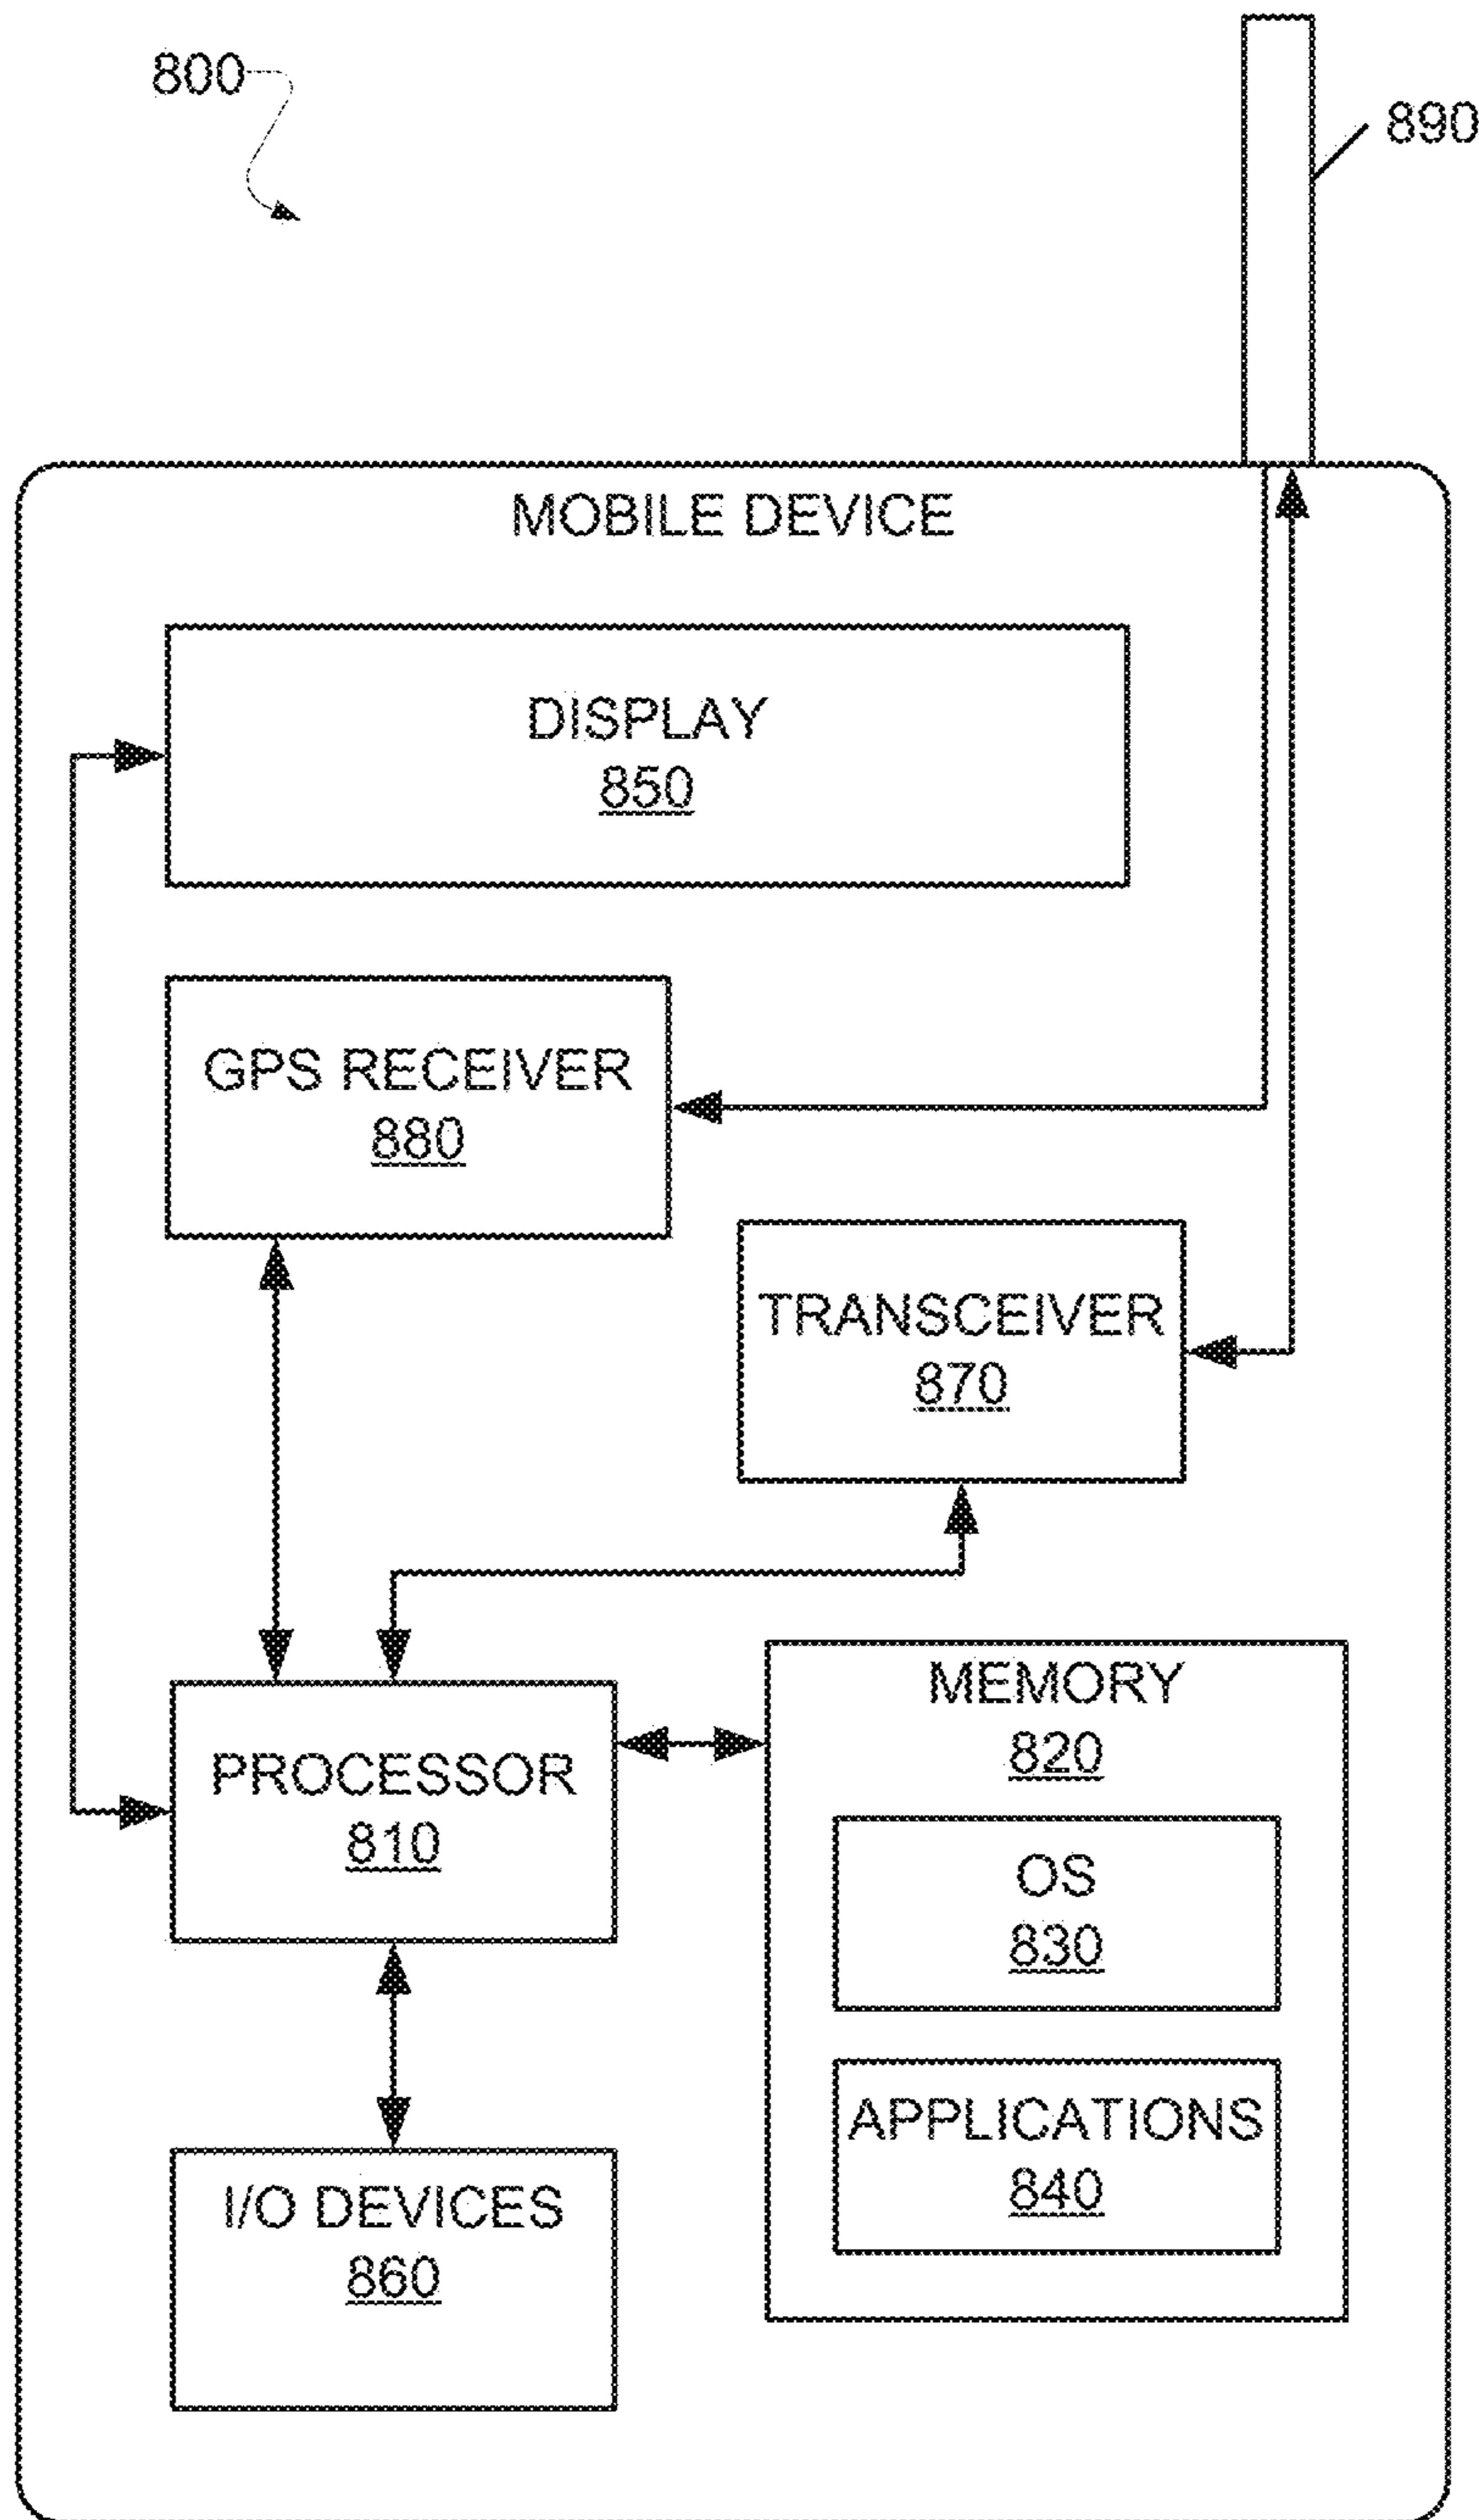 800
890
MOBILE DEVICE
DISPLAY
850
GPS RECEIVER
880
TRANSCEIVER
870
MEMORY
820
PROCESSOR
810
OS
830
APPLICATIONS
840
I/O DEVICES
860